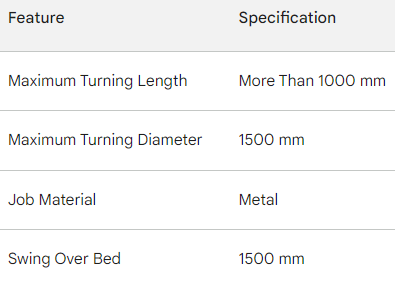 Feature Specification
Maximum Turning Length More Than 1000 mm
Maximum Turning Diameter 1500 mm
Job Material Metal
Swing Over Bed 1500 mm